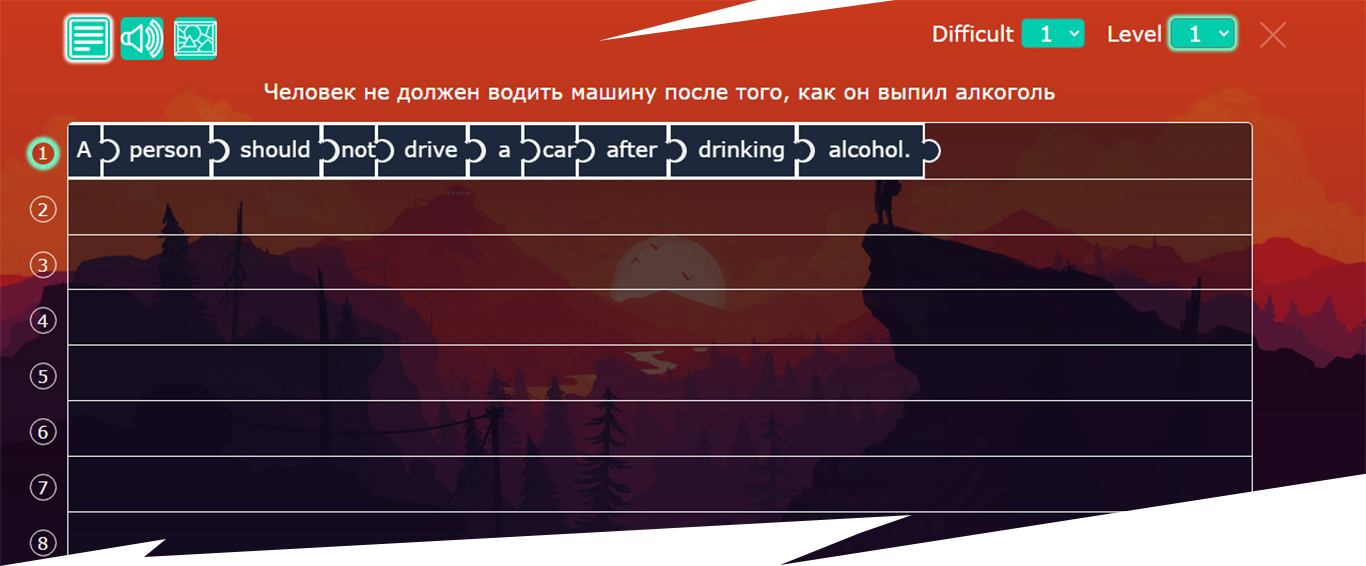 Difficult 1 Level 1
Человек не должен водить машину после того, как он выпил алкоголь
1 A person should not drive a car after drinking alcohol.
2
3
4
5
6
7
8